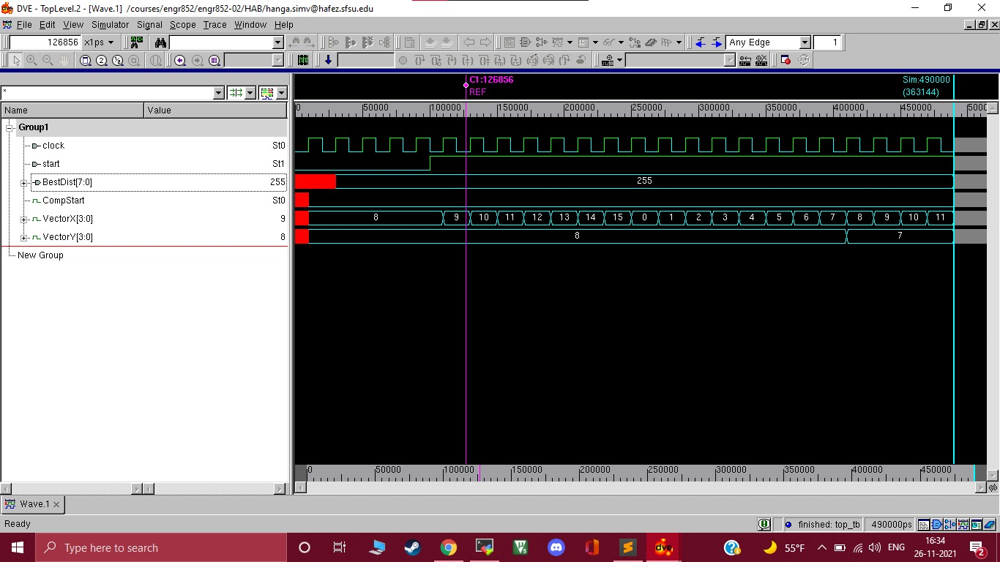 DVE - TopLevel.2 - [Wave.1] /courses/engr852/engr852-02/HAB/hanga.simv@hafez.sfsu.edu
File Edit View Simulator Signal Scope Trace Window Help
126856 x1ps Any Edge 1
C1:126856 Sim:490000
REF (363144)
*
Name Value
0 50000 100000 150000 200000 250000 300000 350000 400000 450000 500
Group1
clock St0
start St1
BestDist[7:0] 255 255
CompStart St0
VectorX[3:0] 9 8 9 10 11 12 13 14 15 0 1 2 3 4 5 6 7 8 9 10 11
VectorY[3:0] 8 8 7
New Group
0 50000 100000 150000 200000 250000 300000 350000 400000 450000
Wave.1
Ready finished: top_tb 490000ps
Type here to search dve 55°F ENG 16:34
26-11-2021 2